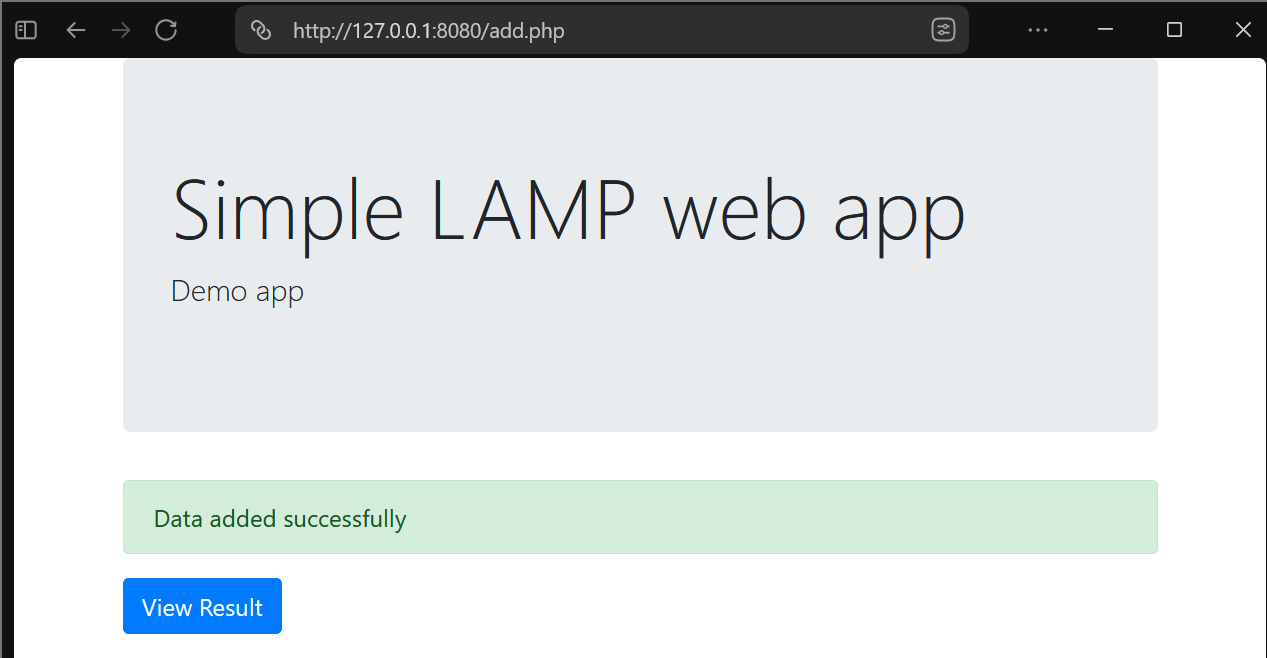 http://127.0.0.1:8080/add.php
Simple LAMP web app
Demo app
Data added successfully
View Result